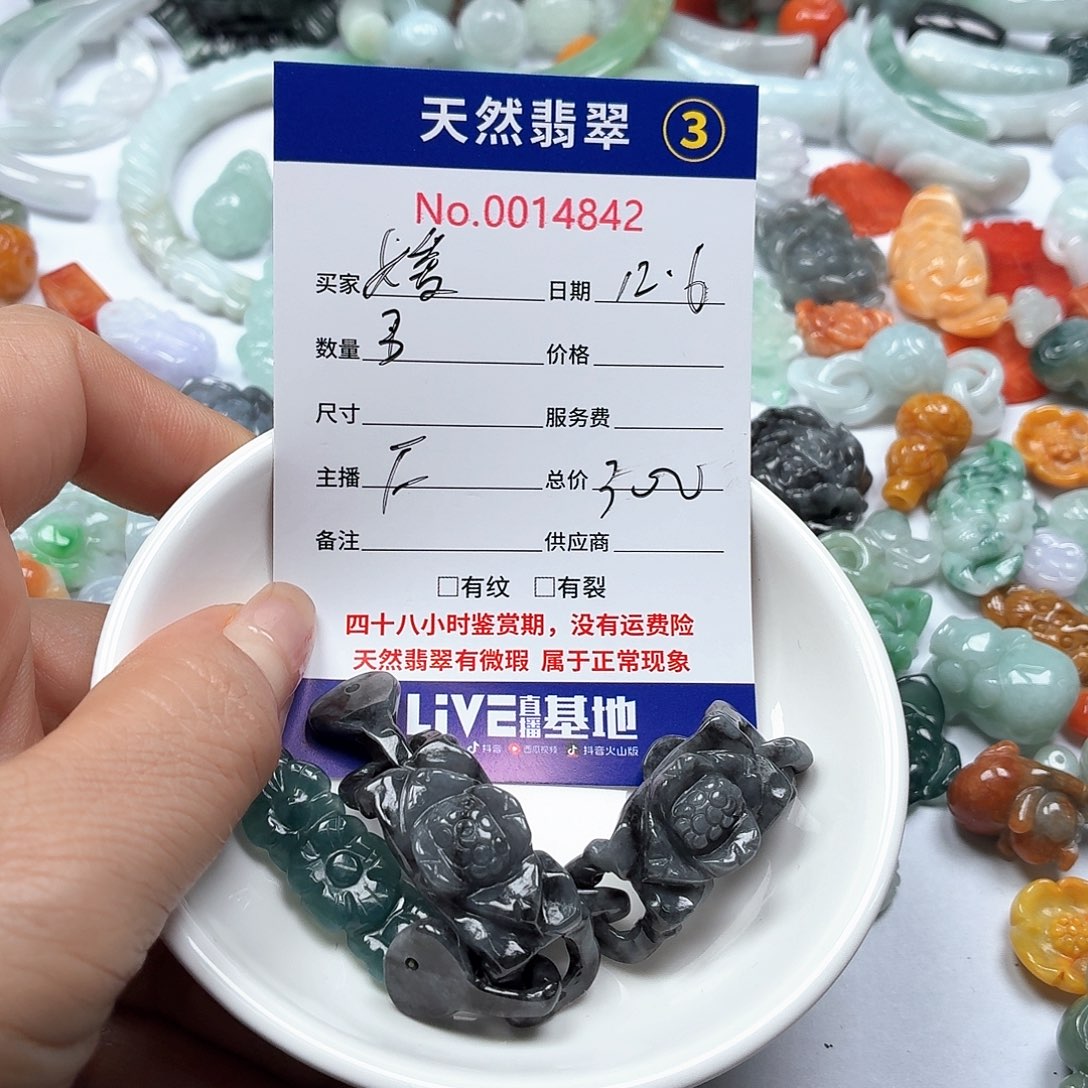 天然翡翠 3
No.0014842
买家 日期 12.6
数量 3 价格
尺寸 服务费
主播 总价 300
备注 供应商
□有纹 □有裂
四十八小时鉴赏期，没有运费险
天然翡翠有微瑕 属于正常现象
LiVE直播基地
抖音 西瓜视频 抖音火山版